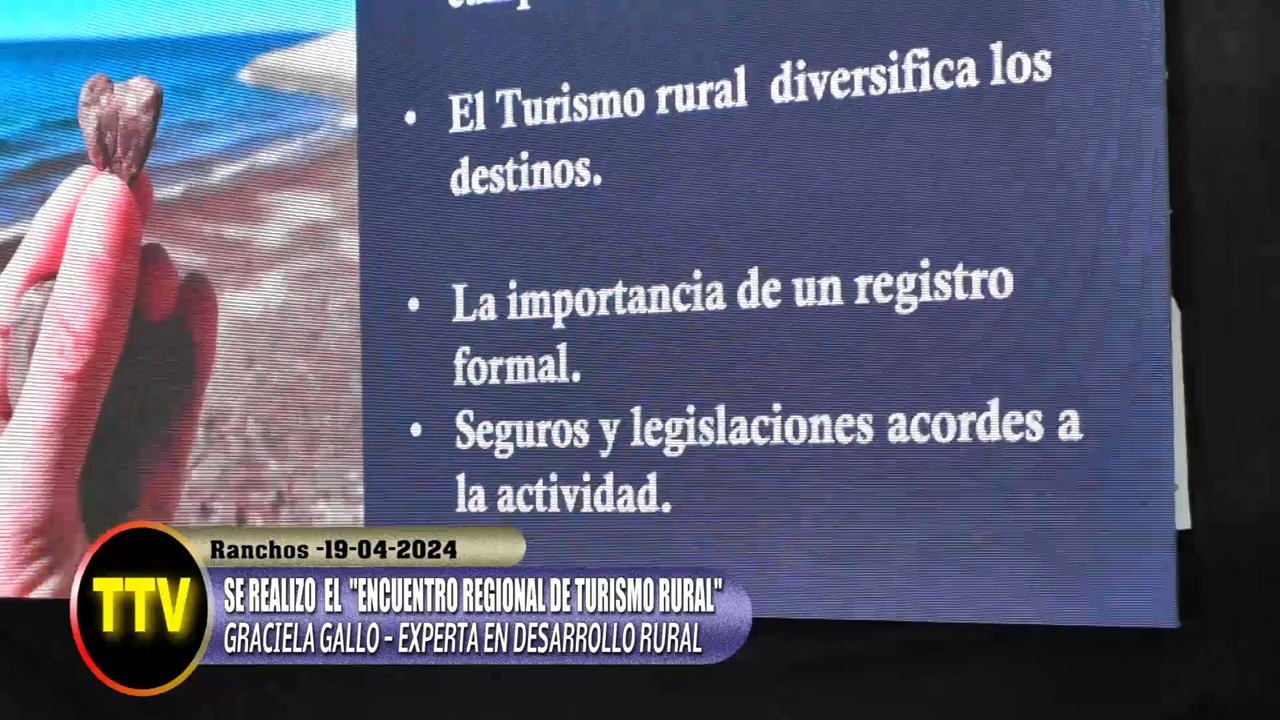 • El Turismo rural diversifica los
destinos.
• La importancia de un registro
formal.
• Seguros y legislaciones acordes a
la actividad.
Ranchos -19-04-2024
TTV
SE REALIZO EL "ENCUENTRO REGIONAL DE TURISMO RURAL"
GRACIELA GALLO - EXPERTA EN DESARROLLO RURAL